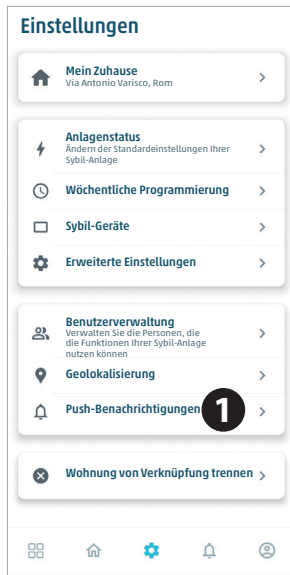 Einstellungen
Mein Zuhause
Via Antonio Varisco, Rom
Anlagenstatus
Ändern der Standardeinstellungen Ihrer
Sybil-Anlage
Wöchentliche Programmierung
Sybil-Geräte
Erweiterte Einstellungen
Benutzerverwaltung
Verwalten Sie die Personen, die
die Funktionen Ihrer Sybil-Anlage
nutzen können
Geolokalisierung
Push-Benachrichtigungen 1
Wohnung von Verknüpfung trennen